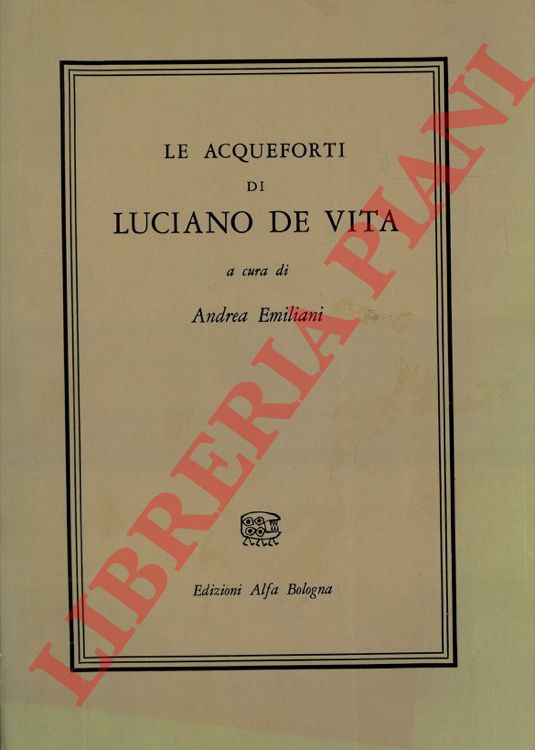 LE ACQUEFORTI
DI
LUCIANO DE VITA
a cura di
Andrea Emiliani
Edizioni Alfa Bologna
LIBRERIA PIANI